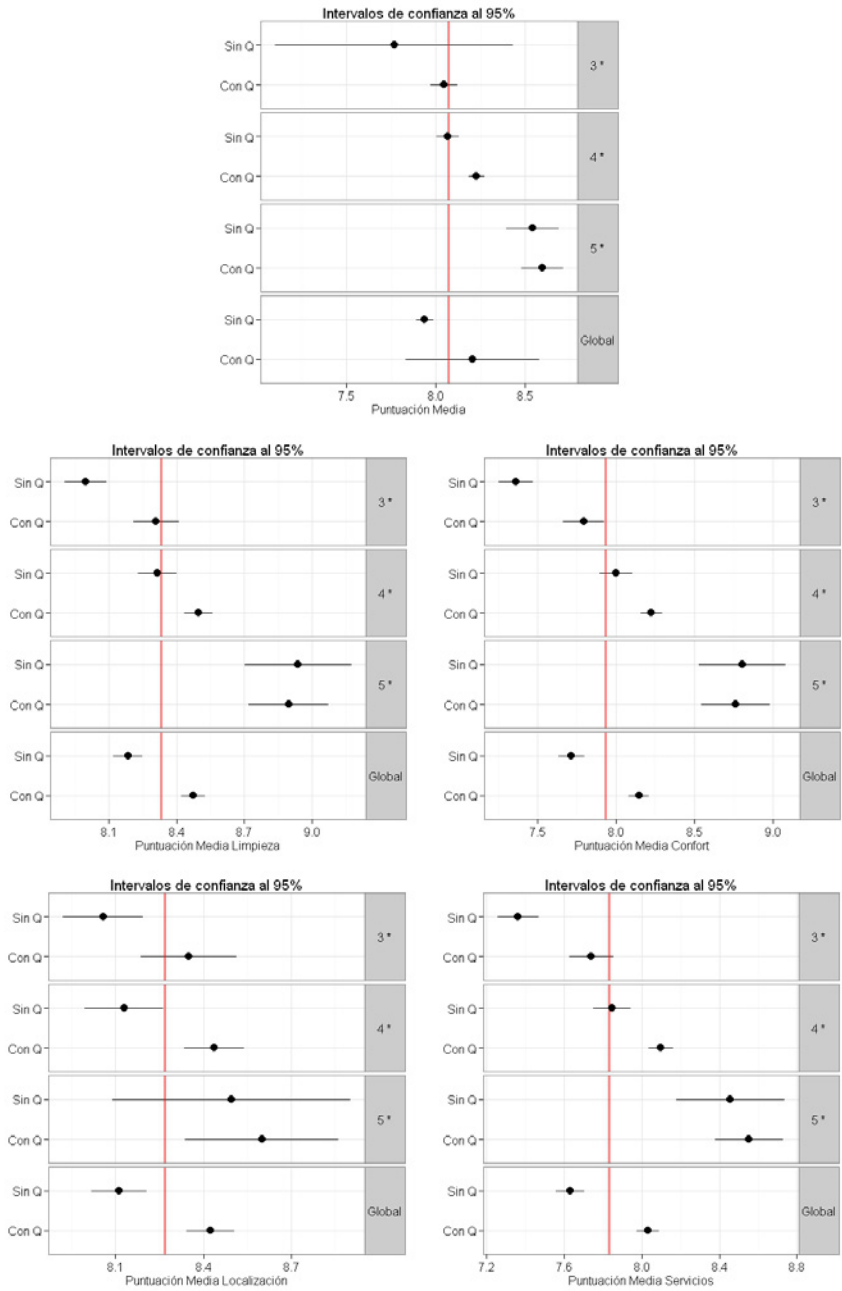 Intervalos de confianza al 95%
Sin Q
Con Q
3 *
Sin Q
Con Q
4 *
Sin Q
Con Q
5 *
Sin Q
Con Q
Global
7.5 8.0 8.5
Puntuación Media
Intervalos de confianza al 95%
Sin Q
Con Q
3 *
Sin Q
Con Q
4 *
Sin Q
Con Q
5 *
Sin Q
Con Q
Global
8.1 8.4 8.7 9.0
Puntuación Media Limpieza
Intervalos de confianza al 95%
Sin Q
Con Q
3 *
Sin Q
Con Q
4 *
Sin Q
Con Q
5 *
Sin Q
Con Q
Global
7.5 8.0 8.5 9.0
Puntuación Media Confort
Intervalos de confianza al 95%
Sin Q
Con Q
3 *
Sin Q
Con Q
4 *
Sin Q
Con Q
5 *
Sin Q
Con Q
Global
8.1 8.4 8.7
Puntuación Media Localización
Intervalos de confianza al 95%
Sin Q
Con Q
3 *
Sin Q
Con Q
4 *
Sin Q
Con Q
5 *
Sin Q
Con Q
Global
7.2 7.6 8.0 8.4 8.8
Puntuación Media Servicios